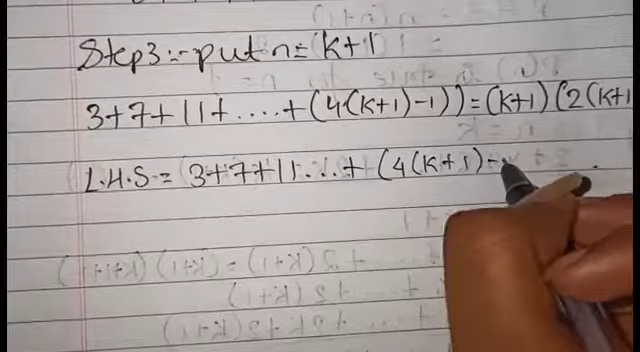 Step3:- put n=k+1
3+7+11+....+(4(k+1)-1))=(k+1)(2(k+1
L.H.S= 3+7+11...+(4(k+1)-